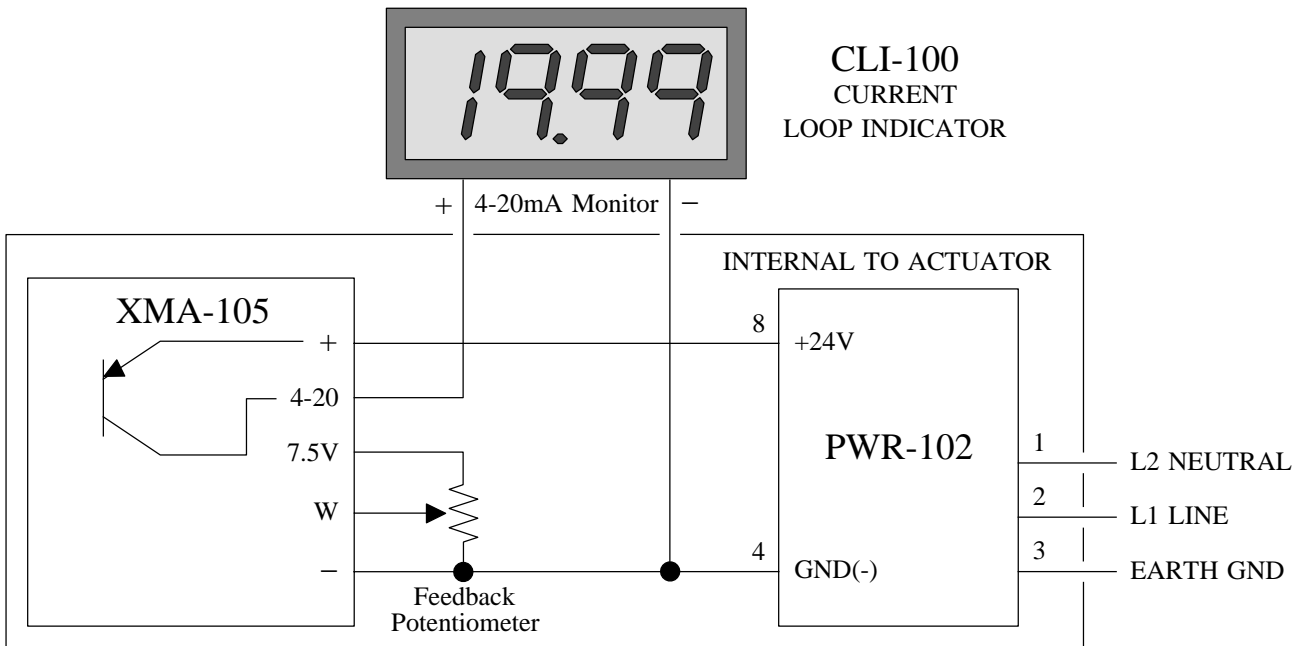 19.99
CLI-100
CURRENT
LOOP INDICATOR
+ 4-20mA Monitor −
INTERNAL TO ACTUATOR
XMA-105
+
4-20
7.5V
W
−
Feedback
Potentiometer
8
+24V
PWR-102
4
GND(-)
1
L2 NEUTRAL
2
L1 LINE
3
EARTH GND